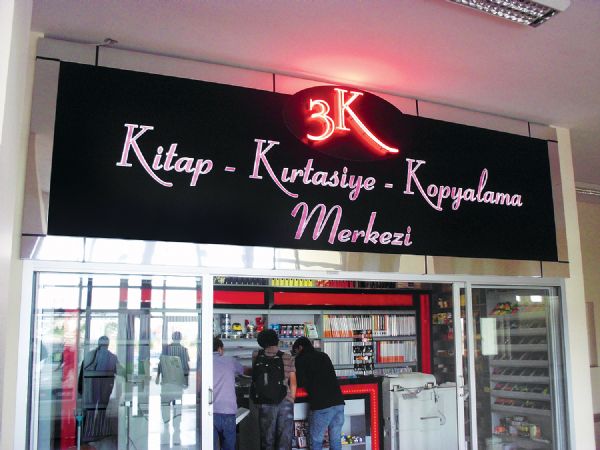 3K
Kitap - Kırtasiye - Kopyalama
Merkezi